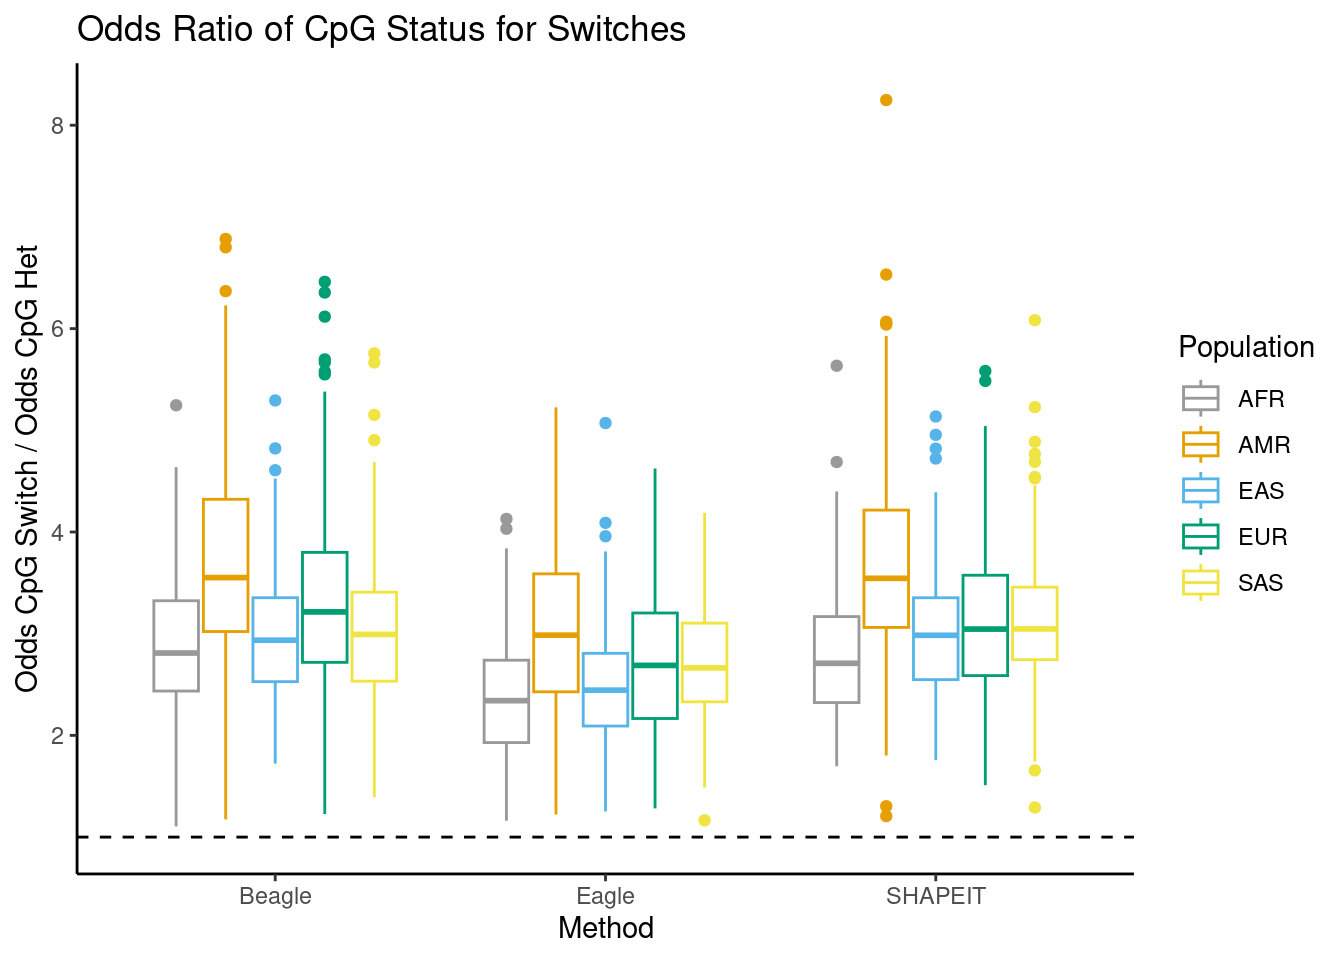 Odds Ratio of CpG Status for Switches
Odds CpG Switch / Odds CpG Het
8
6
4
2
Beagle
Eagle
SHAPEIT
Method
Population
AFR
AMR
EAS
EUR
SAS